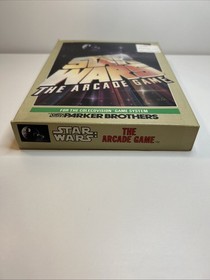 STAR
WARS
THE ARCADE GAME
FOR THE COLECOVISION GAME SYSTEM
PARKER BROTHERS
STAR
WARS
THE
ARCADE GAME